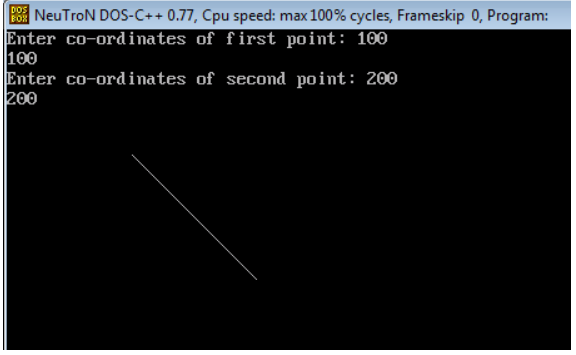 DOS
BOX
NeuTroN DOS-C++ 0.77, Cpu speed: max 100% cycles, Frameskip 0, Program:
Enter co-ordinates of first point: 100
100
Enter co-ordinates of second point: 200
200